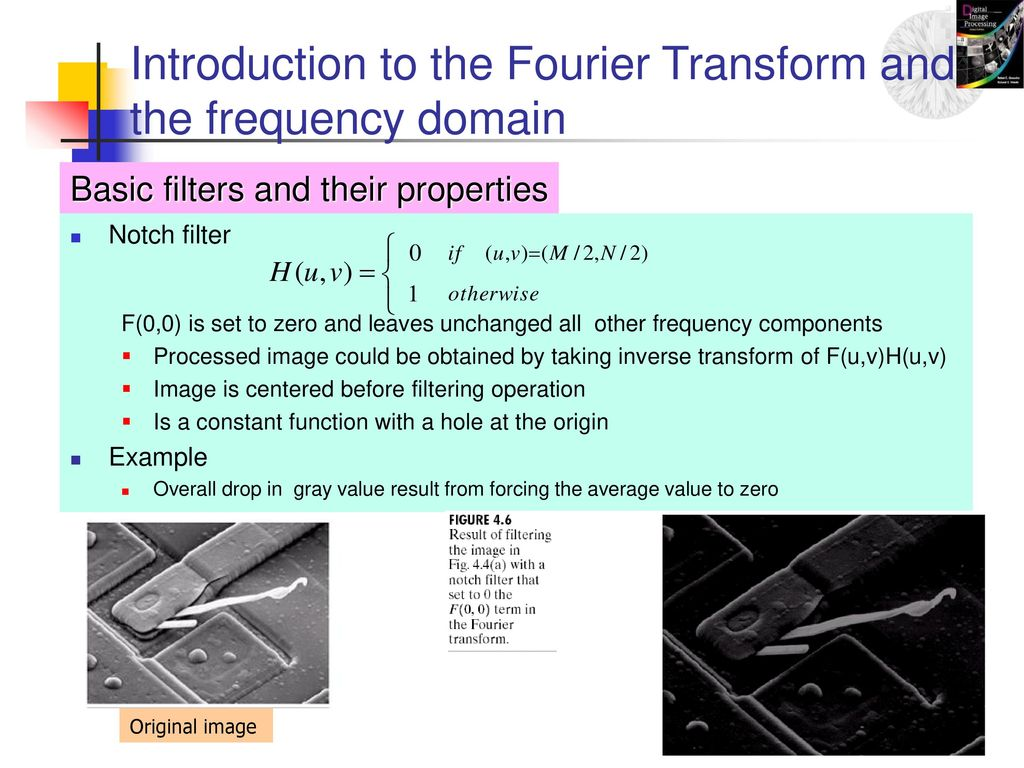 Digital
Image
Processing
Introduction to the Fourier Transform and
the frequency domain
Basic filters and their properties
Notch filter
H(u,v) = { 0 if (u,v)=(M/2,N/2)
1 otherwise
F(0,0) is set to zero and leaves unchanged all other frequency components
Processed image could be obtained by taking inverse transform of F(u,v)H(u,v)
Image is centered before filtering operation
Is a constant function with a hole at the origin
Example
Overall drop in gray value result from forcing the average value to zero
FIGURE 4.6
Result of filtering
the image in
Fig. 4.4(a) with a
notch filter that
set to 0 the
F(0, 0) term in
the Fourier
transform.
Original image